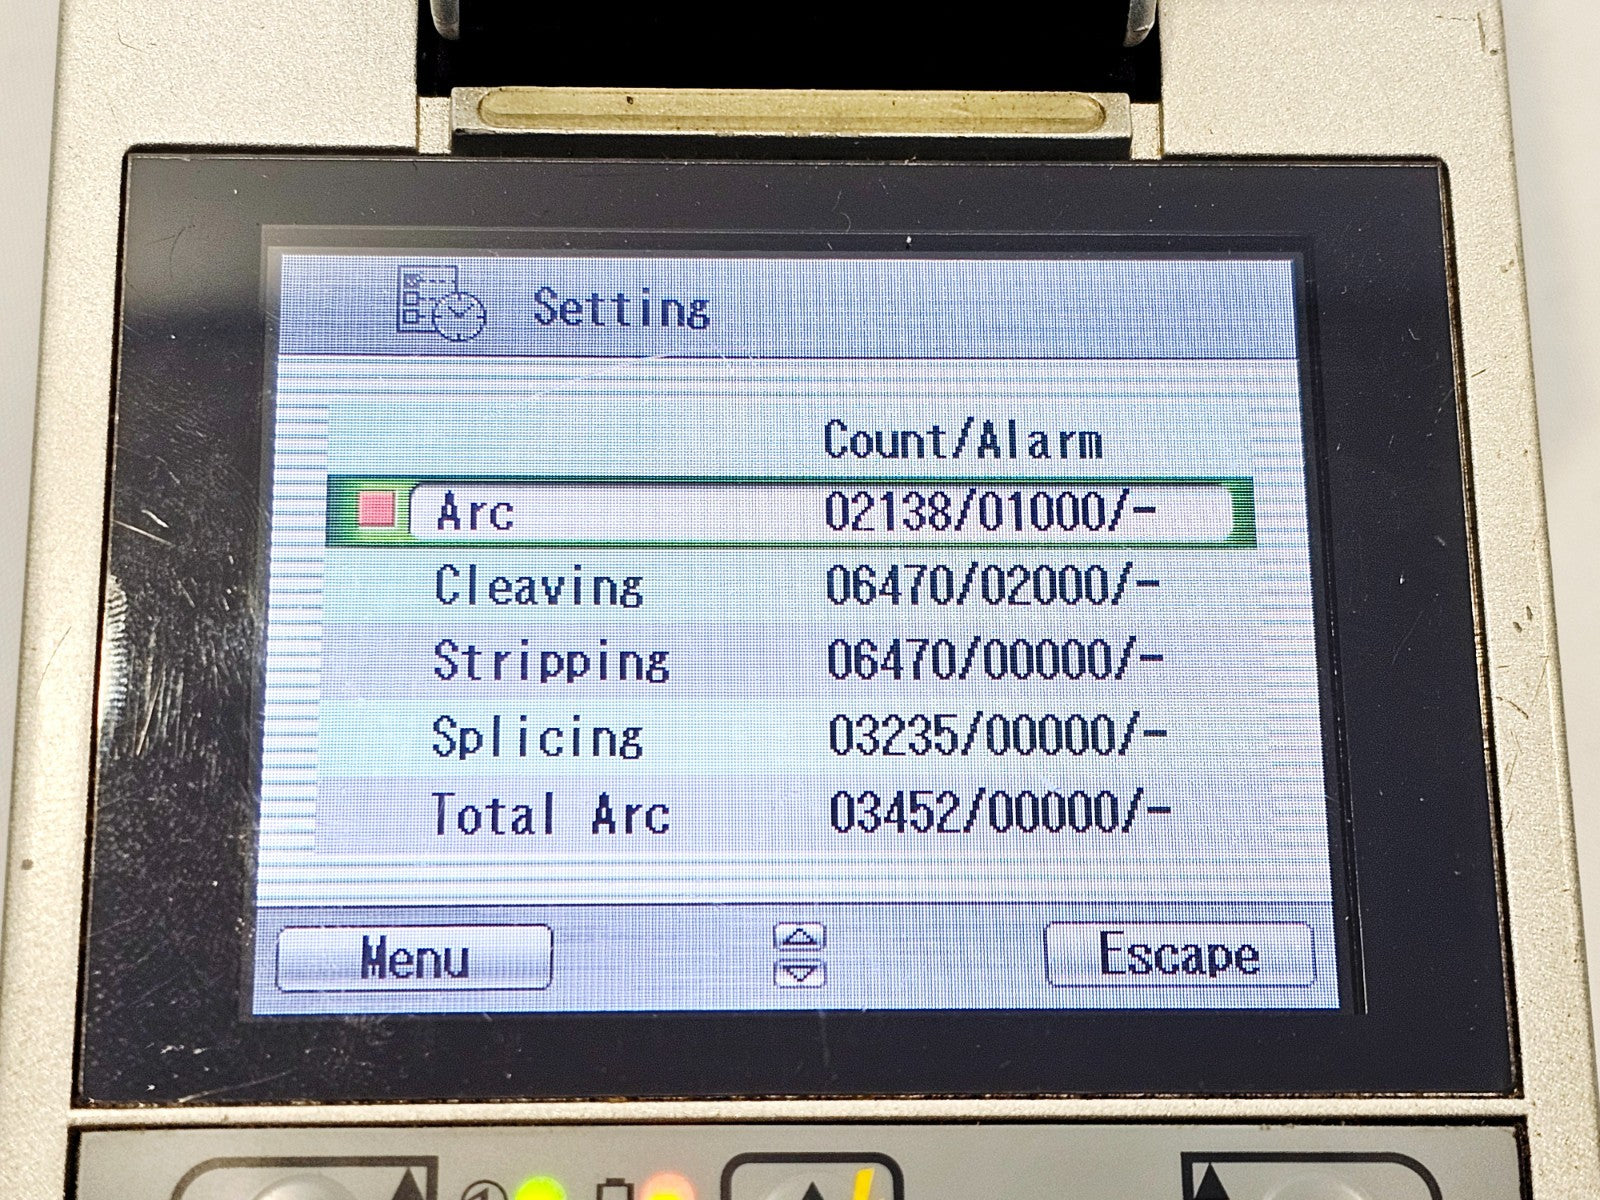 Setting
Count/Alarm
Arc 02138/01000/-
Cleaving 06470/02000/-
Stripping 06470/00000/-
Splicing 03235/00000/-
Total Arc 03452/00000/-
Menu Escape